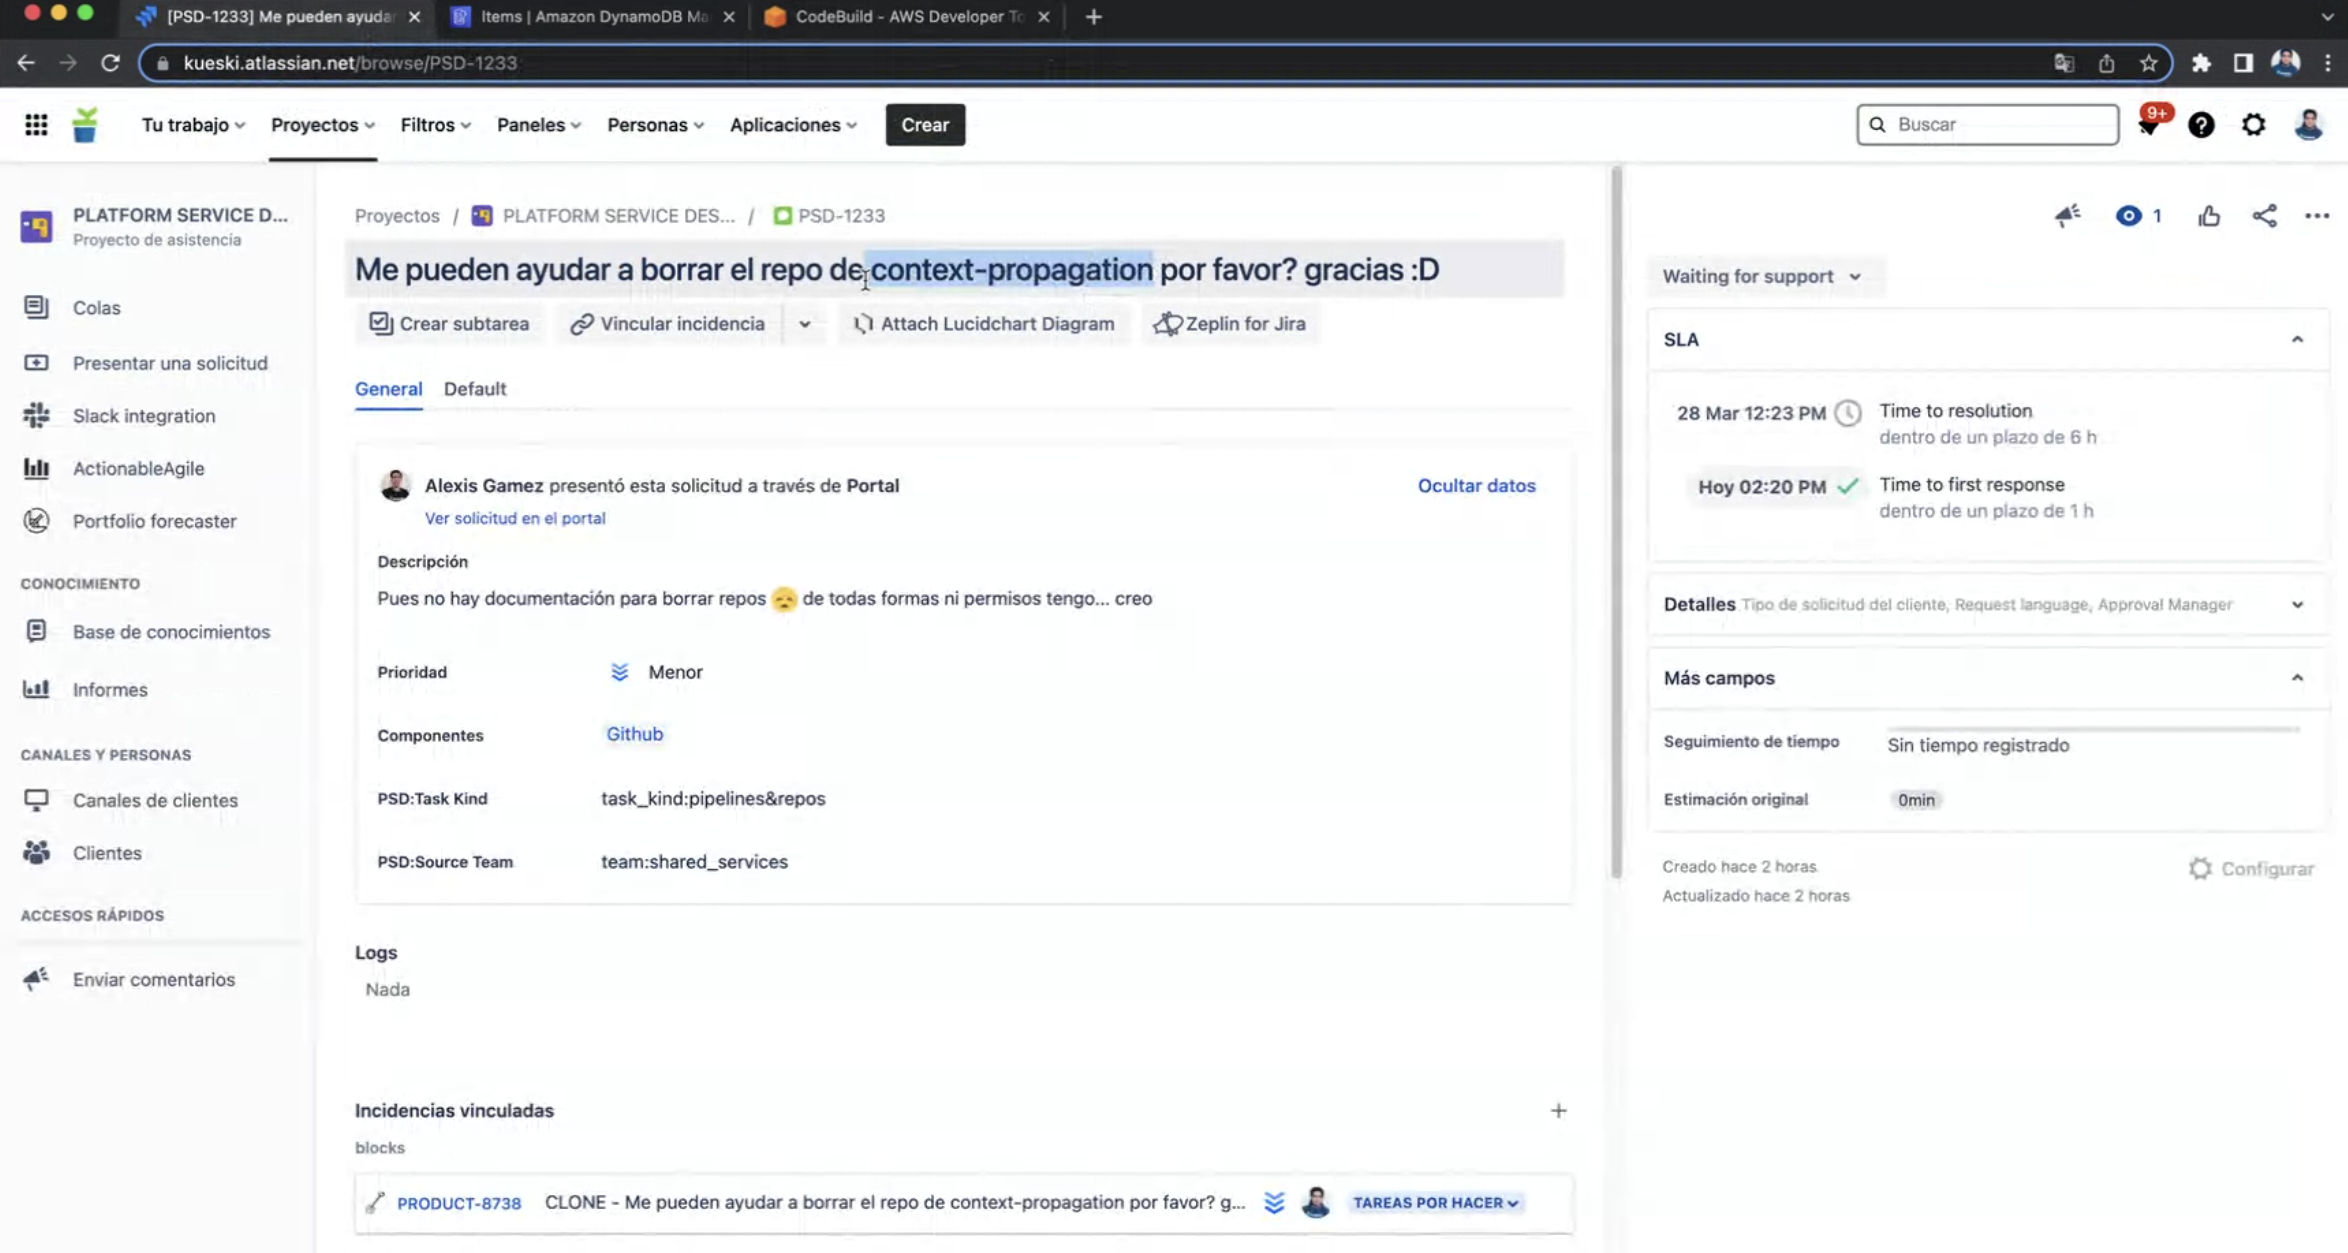 [PSD-1233] Me pueden ayudar
Items | Amazon DynamoDB Ma
CodeBuild - AWS Developer To
kueski.atlassian.net/browse/PSD-1233
Tu trabajo
Proyectos
Filtros
Paneles
Personas
Aplicaciones
Crear
Buscar
9+
PLATFORM SERVICE D...
Proyecto de asistencia
Colas
Presentar una solicitud
Slack integration
ActionableAgile
Portfolio forecaster
CONOCIMIENTO
Base de conocimientos
Informes
CANALES Y PERSONAS
Canales de clientes
Clientes
ACCESOS RÁPIDOS
Enviar comentarios
Proyectos / PLATFORM SERVICE DES... / PSD-1233
Me pueden ayudar a borrar el repo de context-propagation por favor? gracias :D
Crear subtarea
Vincular incidencia
Attach Lucidchart Diagram
Zeplin for Jira
General
Default
Alexis Gamez presentó esta solicitud a través de Portal
Ocultar datos
Ver solicitud en el portal
Descripción
Pues no hay documentación para borrar repos 😞 de todas formas ni permisos tengo... creo
Prioridad
Menor
Componentes
Github
PSD:Task Kind
task_kind:pipelines&repos
PSD:Source Team
team:shared_services
Logs
Nada
Incidencias vinculadas
blocks
PRODUCT-8738
CLONE - Me pueden ayudar a borrar el repo de context-propagation por favor? g...
TAREAS POR HACER
1
Waiting for support
SLA
28 Mar 12:23 PM
Time to resolution
dentro de un plazo de 6 h
Hoy 02:20 PM
Time to first response
dentro de un plazo de 1 h
Detalles Tipo de solicitud del cliente, Request language, Approval Manager
Más campos
Seguimiento de tiempo
Sin tiempo registrado
Estimación original
0min
Creado hace 2 horas
Configurar
Actualizado hace 2 horas